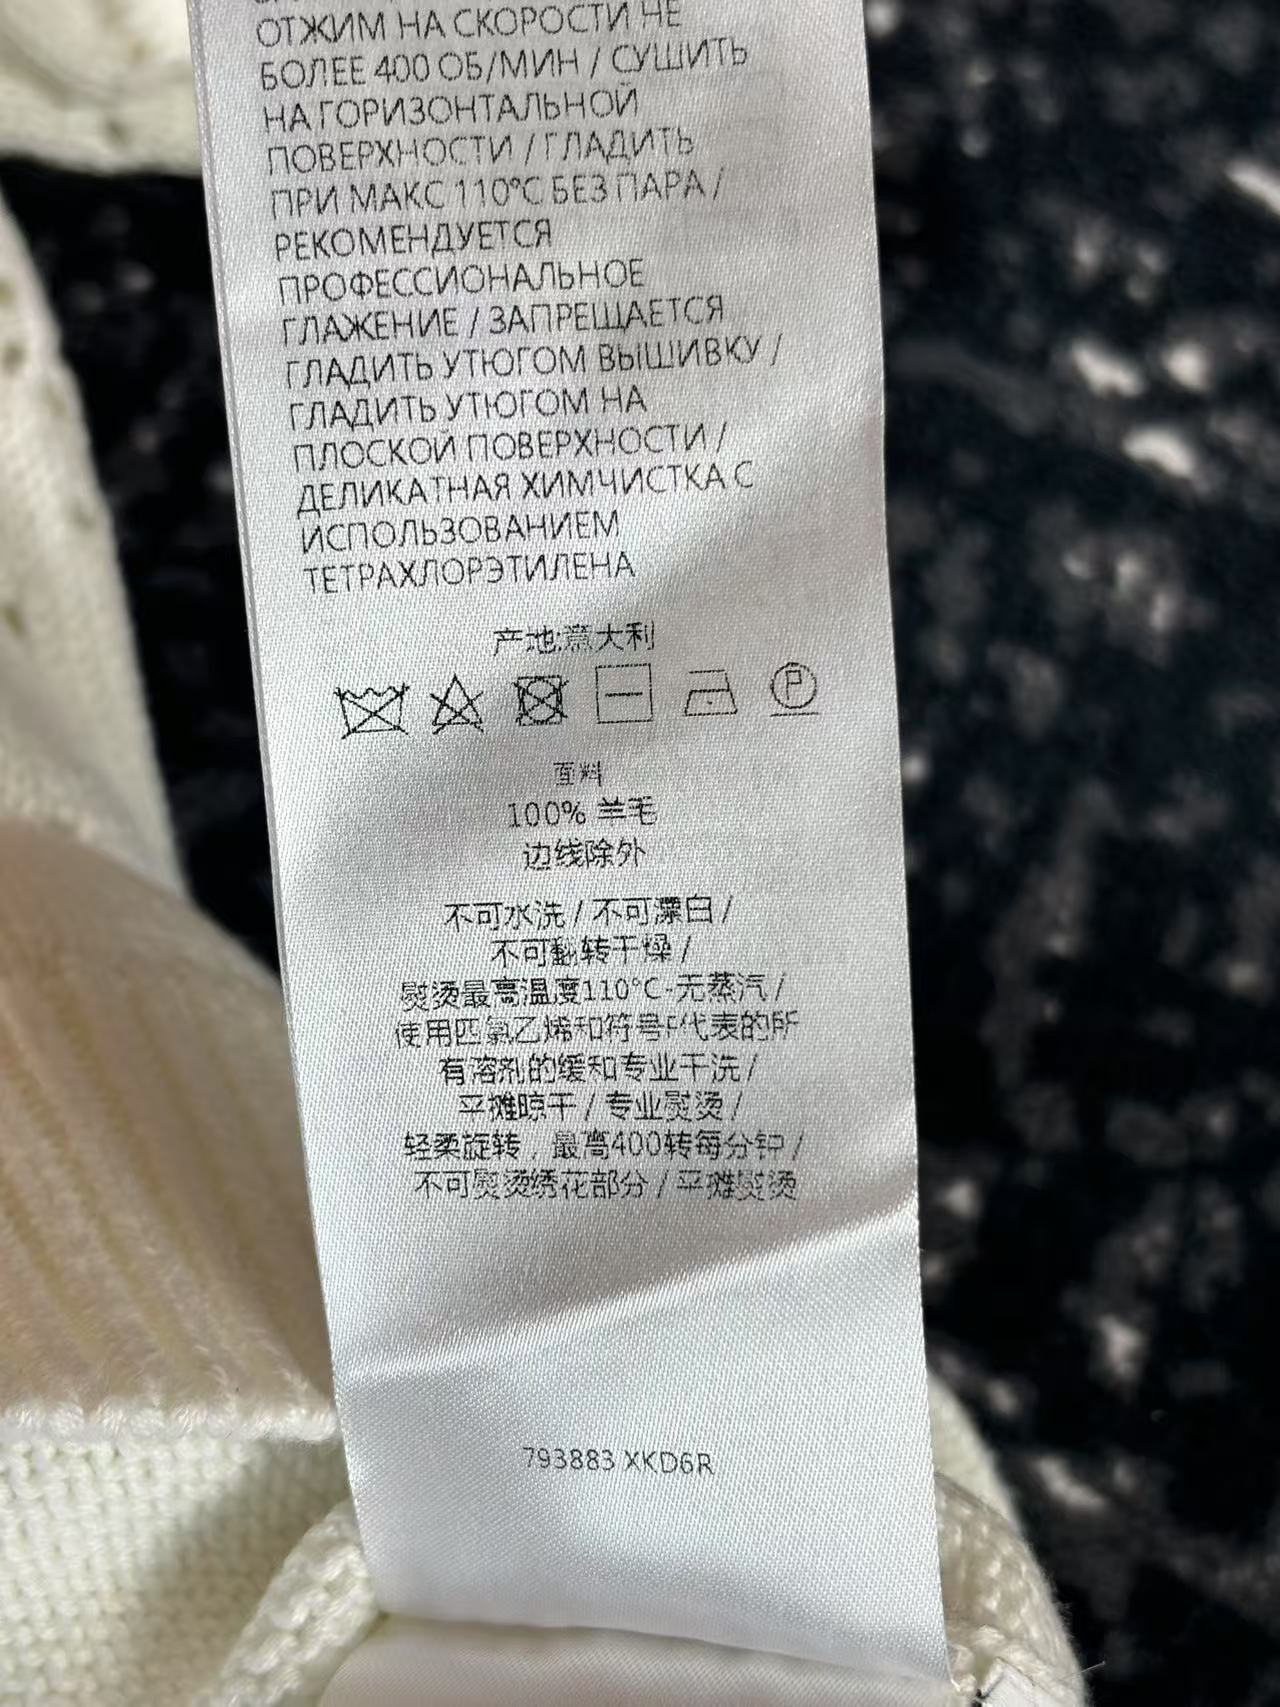 ОТЖИМ НА СКОРОСТИ НЕ
БОЛЕЕ 400 ОБ/МИН / СУШИТЬ
НА ГОРИЗОНТАЛЬНОЙ
ПОВЕРХНОСТИ / ГЛАДИТЬ
ПРИ МАКС 110°C БЕЗ ПАРА /
РЕКОМЕНДУЕТСЯ
ПРОФЕССИОНАЛЬНОЕ
ГЛАЖЕНИЕ / ЗАПРЕЩАЕТСЯ
ГЛАДИТЬ УТЮГОМ ВЫШИВКУ /
ГЛАДИТЬ УТЮГОМ НА
ПЛОСКОЙ ПОВЕРХНОСТИ /
ДЕЛИКАТНАЯ ХИМЧИСТКА С
ИСПОЛЬЗОВАНИЕМ
ТЕТРАХЛОРЭТИЛЕНА
产地:意大利
P
面料
100% 羊毛
边线除外
不可水洗 / 不可漂白 /
不可翻转干燥 /
熨烫最高温度110°C-无蒸汽 /
使用四氯乙烯和符号F代表的所
有溶剂的缓和专业干洗 /
平摊晾干 / 专业熨烫 /
轻柔旋转，最高400转每分钟 /
不可熨烫绣花部分 / 平摊熨烫
793883 XKD6R